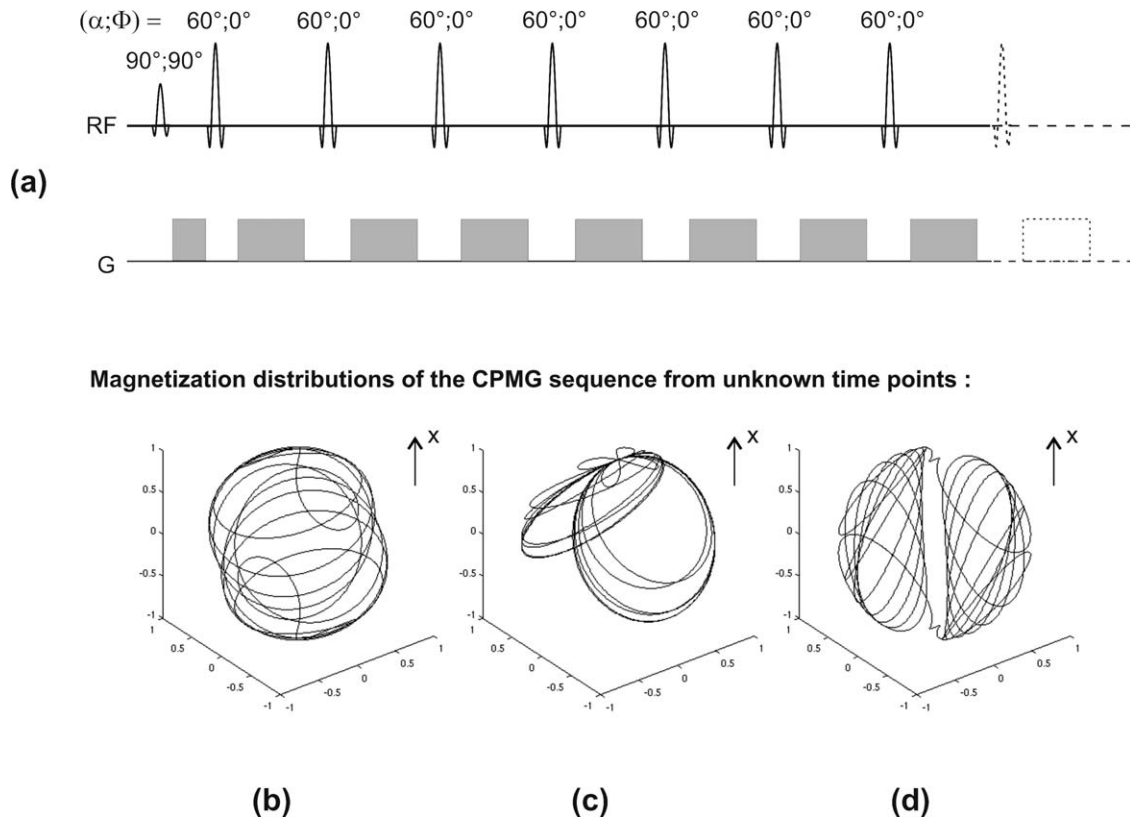 (α;Φ) = 60°;0° 60°;0° 60°;0° 60°;0° 60°;0° 60°;0° 60°;0°
90°;90°
RF
(a)
G
Magnetization distributions of the CPMG sequence from unknown time points :
x x x
1 0.5 0 -0.5 -1 1 0.5 0 -0.5 -1 -1 -0.5 0 0.5 1
1 0.5 0 -0.5 -1 1 0.5 0 -0.5 -1 -1 -0.5 0 0.5 1
1 0.5 0 -0.5 -1 1 0.5 0 -0.5 -1 -1 -0.5 0 0.5 1
(b) (c) (d)